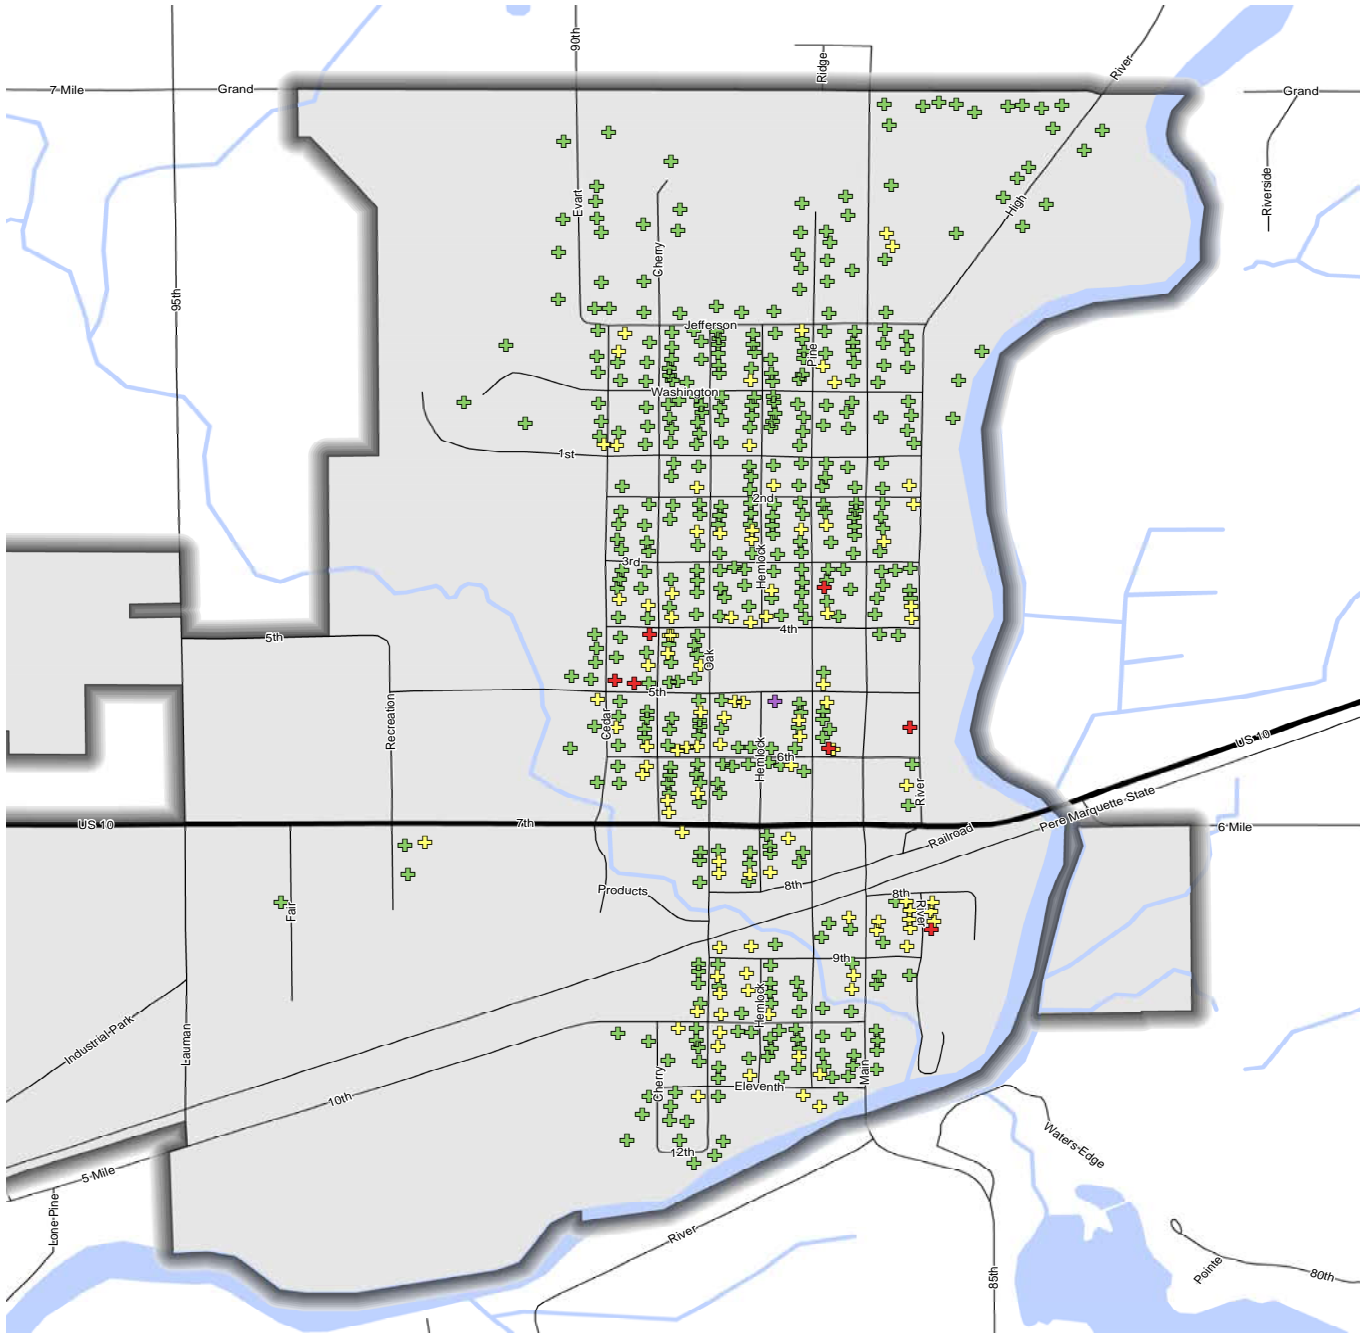 90th
Ridge
River
7 Mile
Grand
Grand
Evart
High
Riverside
Cherry
95th
Jefferson
Pine
Washington
1st
2nd
Hemlock
3rd
4th
5th
Oak
5th
Recreation
Cedar
Hemlock
6th
US 10
River
Pere Marquette State
US 10
7th
6 Mile
Railroad
8th
Products
8th
Fair
River
9th
Hemlock
Industrial-Park
Lauman
Main
Cherry
Eleventh
10th
Waters-Edge
12th
5 Mile
Lone-Pine
River
85th
Pointe
80th